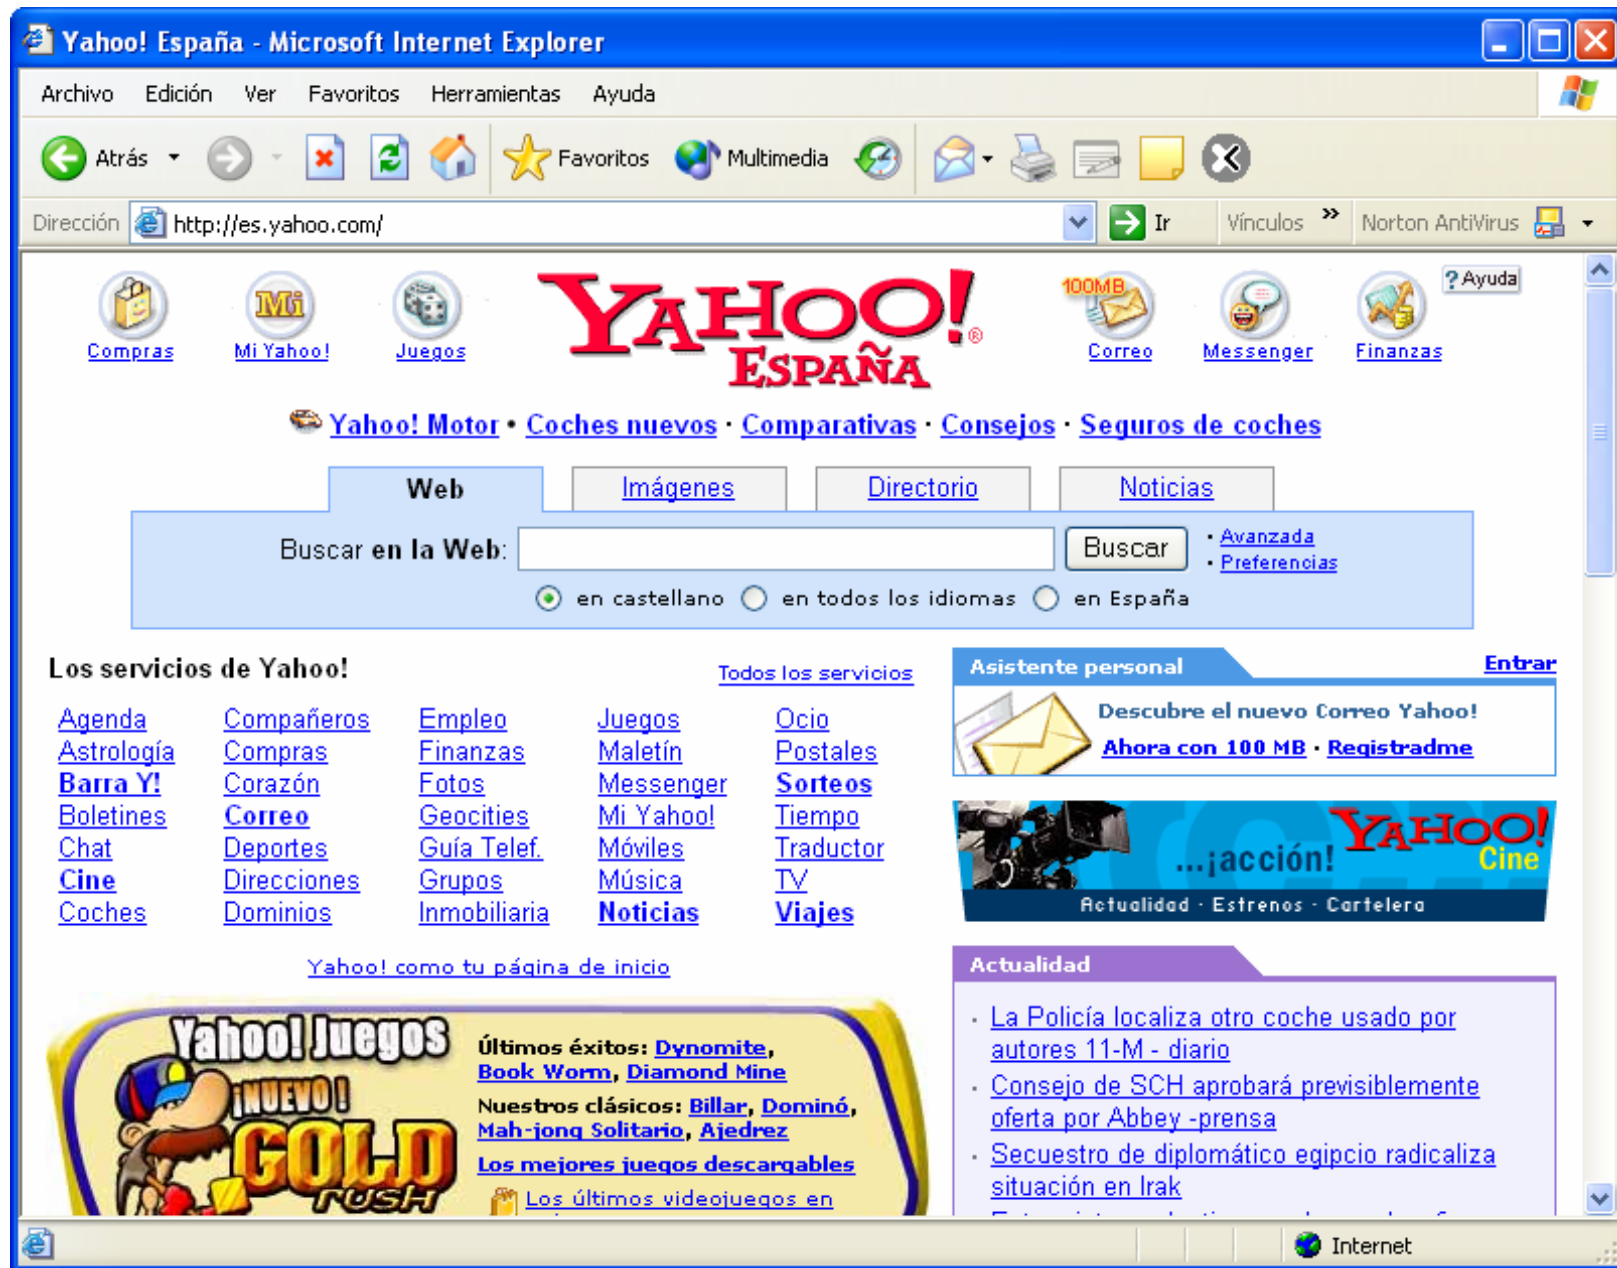 Yahoo! España - Microsoft Internet Explorer
Archivo Edición Ver Favoritos Herramientas Ayuda
Atrás Favoritos Multimedia
Dirección http://es.yahoo.com/ Ir Vínculos » Norton AntiVirus
Compras Mi Yahoo! Juegos
Mi
YAHOO! ®
ESPAÑA
100MB
Correo Messenger Finanzas
? Ayuda
Yahoo! Motor • Coches nuevos · Comparativas · Consejos · Seguros de coches
Web Imágenes Directorio Noticias
Buscar en la Web: Buscar
· Avanzada
· Preferencias
en castellano en todos los idiomas en España
Los servicios de Yahoo! Todos los servicios
Agenda Compañeros Empleo Juegos Ocio
Astrología Compras Finanzas Maletín Postales
Barra Y! Corazón Fotos Messenger Sorteos
Boletines Correo Geocities Mi Yahoo! Tiempo
Chat Deportes Guía Telef. Móviles Traductor
Cine Direcciones Grupos Música TV
Coches Dominios Inmobiliaria Noticias Viajes
Yahoo! como tu página de inicio
Yahoo! Juegos
¡NUEVO!
GOLD
RUSH
Últimos éxitos: Dynomite,
Book Worm, Diamond Mine
Nuestros clásicos: Billar, Dominó,
Mah-jong Solitario, Ajedrez
Los mejores juegos descargables
Los últimos videojuegos en
Asistente personal Entrar
Descubre el nuevo Correo Yahoo!
Ahora con 100 MB · Registradme
...¡acción! YAHOO!
Cine
Actualidad · Estrenos · Cartelera
Actualidad
· La Policía localiza otro coche usado por
autores 11-M - diario
· Consejo de SCH aprobará previsiblemente
oferta por Abbey -prensa
· Secuestro de diplomático egipcio radicaliza
situación en Irak
Internet